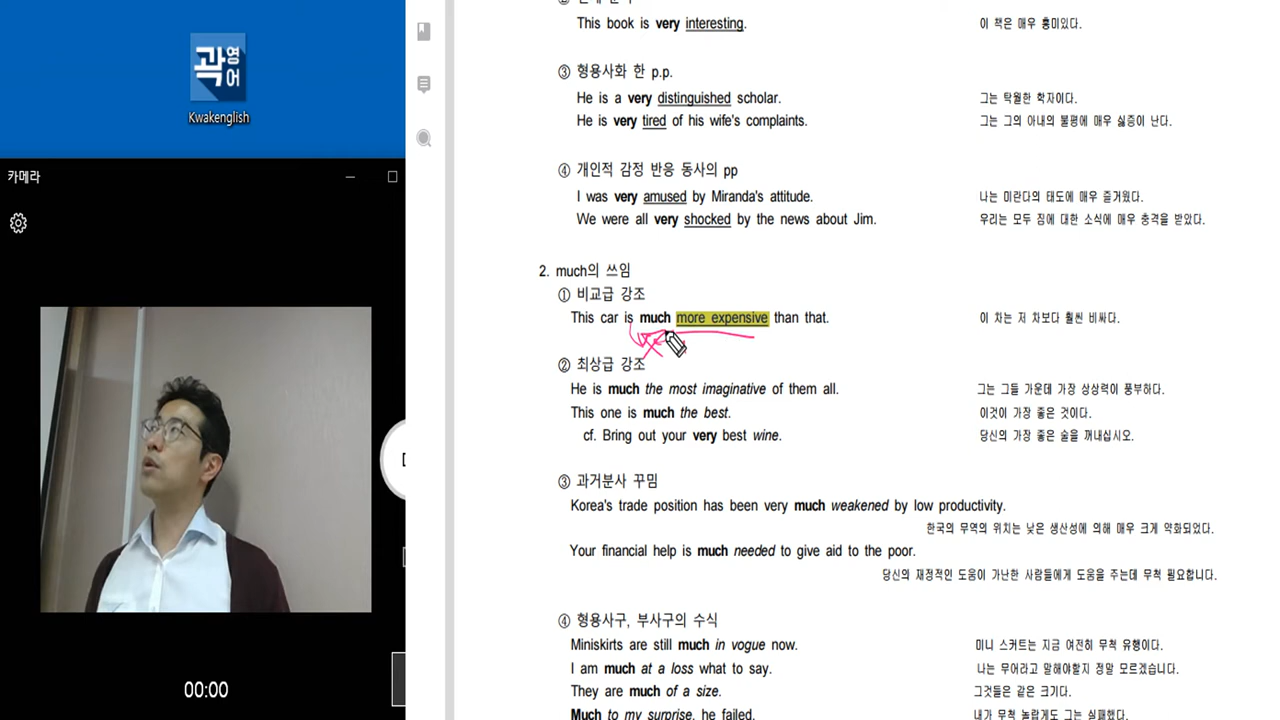 곽영어
Kwakenglish
카메라
00:00
This book is very interesting. 이 책은 매우 흥미있다.
③ 형용사화 한 p.p.
He is a very distinguished scholar. 그는 탁월한 학자이다.
He is very tired of his wife's complaints. 그는 그의 아내의 불평에 매우 싫증이 난다.
④ 개인적 감정 반응 동사의 pp
I was very amused by Miranda's attitude. 나는 미란다의 태도에 매우 즐거웠다.
We were all very shocked by the news about Jim. 우리는 모두 짐에 대한 소식에 매우 충격을 받았다.
2. much의 쓰임
① 비교급 강조
This car is much more expensive than that. 이 차는 저 차보다 훨씬 비싸다.
② 최상급 강조
He is much the most imaginative of them all. 그는 그들 가운데 가장 상상력이 풍부하다.
This one is much the best. 이것이 가장 좋은 것이다.
cf. Bring out your very best wine. 당신의 가장 좋은 술을 꺼내십시오.
③ 과거분사 꾸밈
Korea's trade position has been very much weakened by low productivity.
한국의 무역의 위치는 낮은 생산성에 의해 매우 크게 약화되었다.
Your financial help is much needed to give aid to the poor.
당신의 재정적인 도움이 가난한 사람들에게 도움을 주는데 무척 필요합니다.
④ 형용사구, 부사구의 수식
Miniskirts are still much in vogue now. 미니 스커트는 지금 여전히 무척 유행이다.
I am much at a loss what to say. 나는 무어라고 말해야할지 정말 모르겠습니다.
They are much of a size. 그것들은 같은 크기다.
Much to my surprise, he failed. 내가 무척 놀랍게도 그는 실패했다.